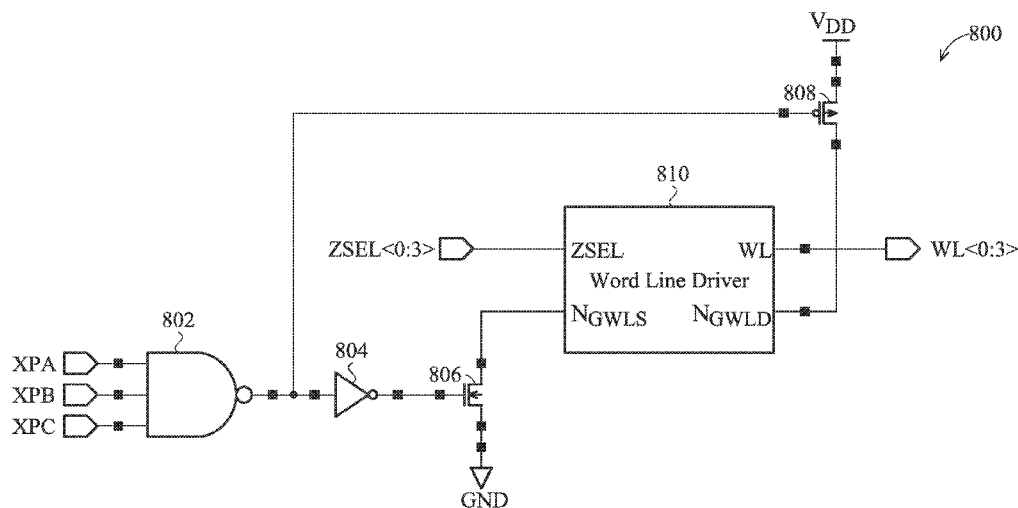 VDD
800
808
810
ZSEL<0:3>
ZSEL
WL
WL<0:3>
Word Line Driver
NGWLS
NGWLD
802
804
806
XPA
XPB
XPC
GND